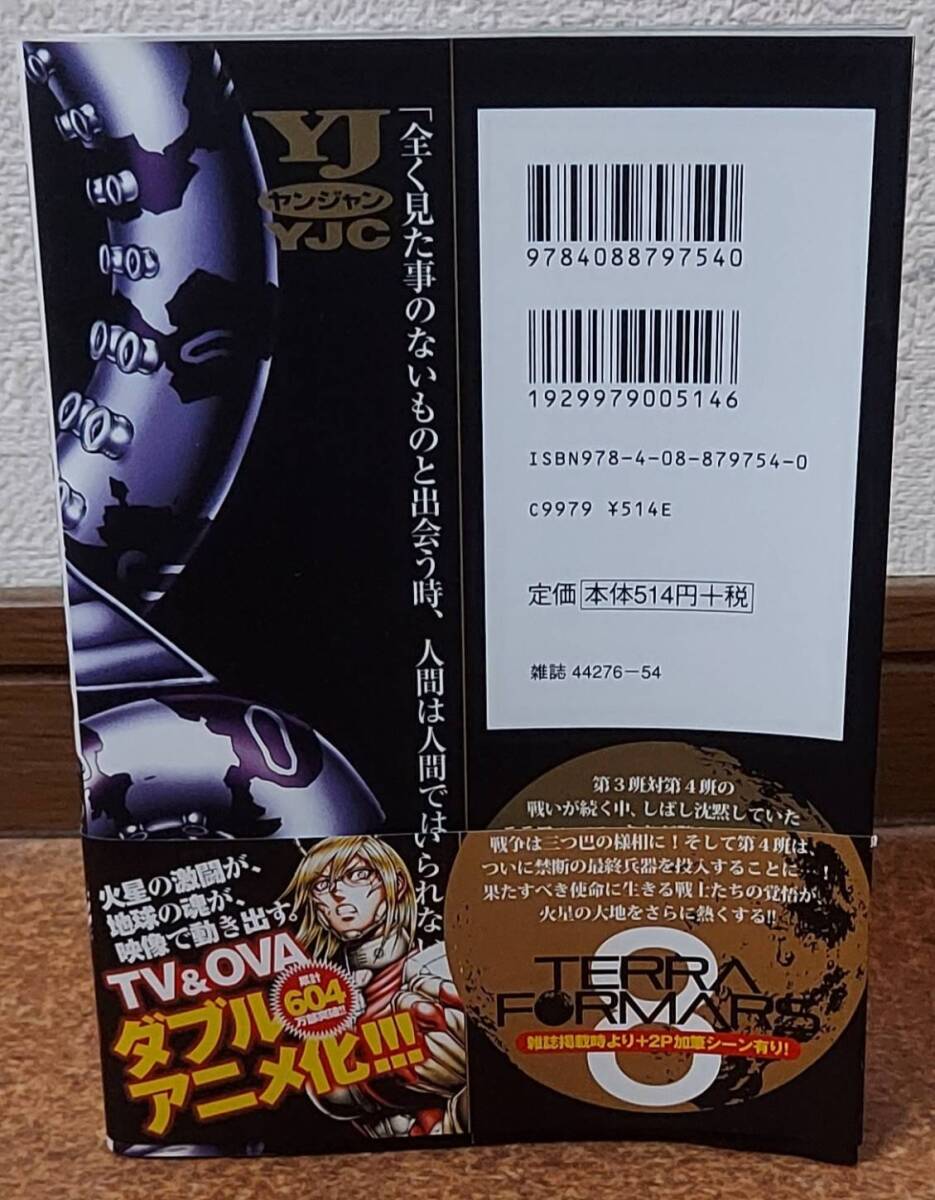 YJ
ヤンジャン
YJC
「全く見た事のないものと出会う時、人間は人間ではいられない
9784088797540
1929979005146
ISBN978-4-08-879754-0
C9979 ¥514E
定価 本体514円+税
雑誌 44276-54
第3班対第4班の
戦いが続く中、しばし沈黙していた
戦争は三つ巴の様相に!そして第4班は、
ついに禁断の最終兵器を投入することに…!
果たすべき使命に生きる戦士たちの覚悟が
火星の大地をさらに熱くする!!
8
TERRA
FORMARS
雑誌掲載時より+2P加筆シーン有り!
火星の激闘が、
地球の魂が、
映像で動き出す。
TV&OVA
ダブル
アニメ化!!!
累計
604
万部突破!!